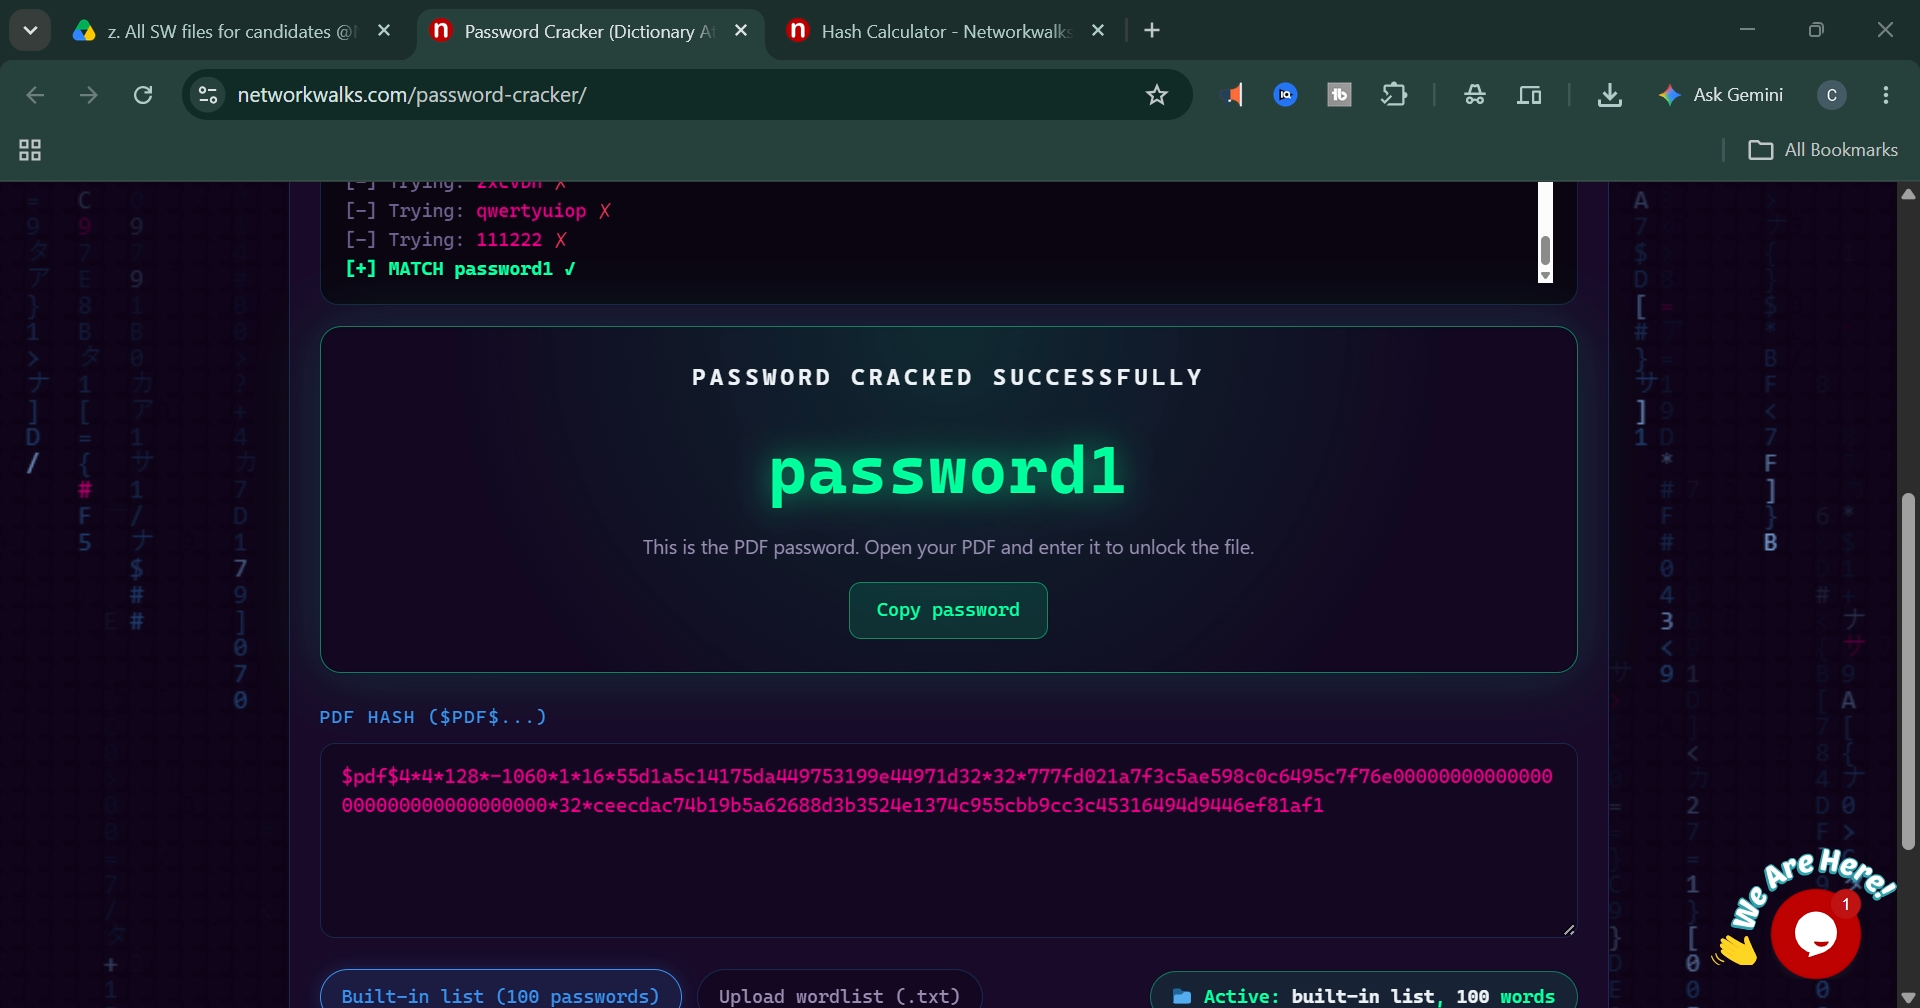 z. All SW files for candidates @
Password Cracker (Dictionary A
Hash Calculator - Networkwalks
networkwalks.com/password-cracker/
Ask Gemini
C
All Bookmarks
[-] Trying: zxcvbn ✗
[-] Trying: qwertyuiop ✗
[-] Trying: 111222 ✗
[+] MATCH password1 ✓
PASSWORD CRACKED SUCCESSFULLY
password1
This is the PDF password. Open your PDF and enter it to unlock the file.
Copy password
PDF HASH ($PDF$...)
$pdf$4*4*128*-1060*1*16*55d1a5c14175da449753199e44971d32*32*777fd021a7f3c5ae598c0c6495c7f76e00000000000000
0000000000000000000*32*ceecdac74b19b5a62688d3b3524e1374c955cbb9cc3c45316494d9446ef81af1
We Are Here!
1
Built-in list (100 passwords)
Upload wordlist (.txt)
Active: built-in list, 100 words